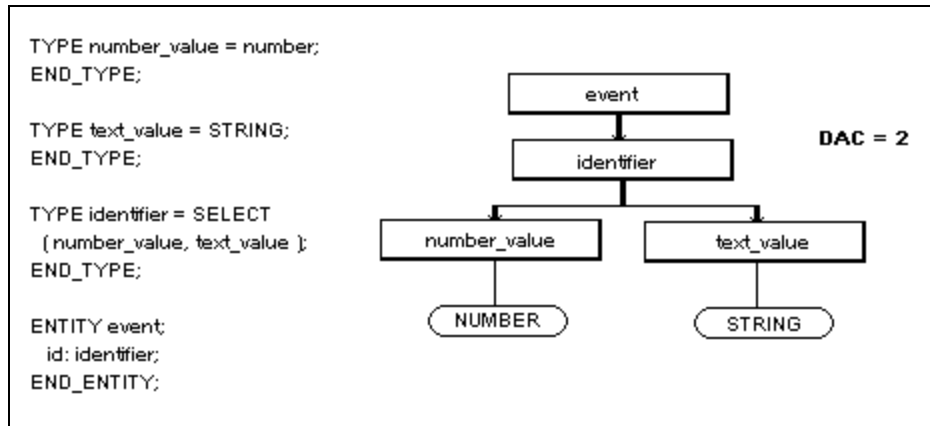 TYPE number_value = number;
END_TYPE;
TYPE text_value = STRING;
END_TYPE;
TYPE identifier = SELECT
( number_value, text_value );
END_TYPE;
ENTITY event;
id: identifier;
END_ENTITY;
event
identifier
DAC = 2
number_value
text_value
NUMBER
STRING